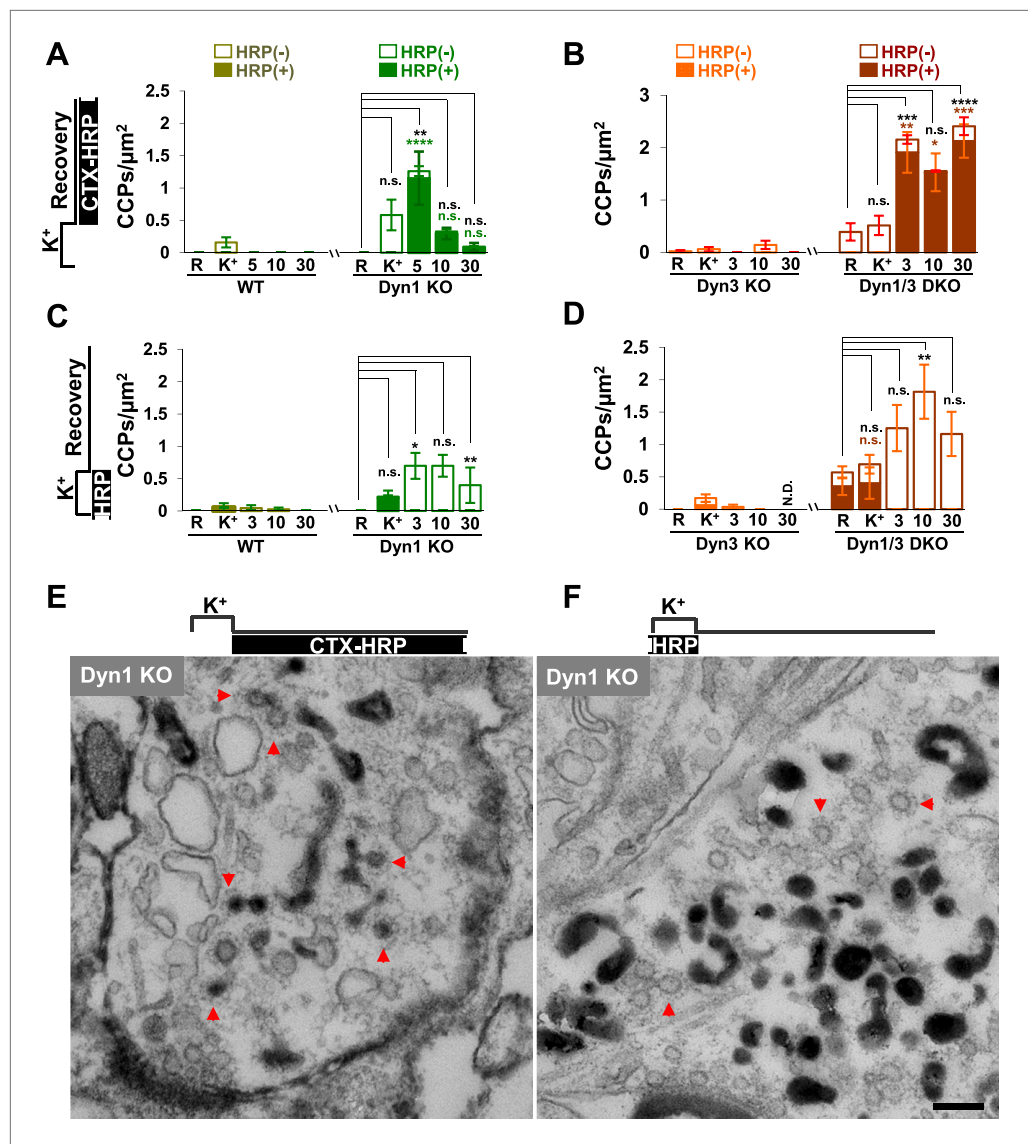 A
HRP(-)
HRP(+)
HRP(-)
HRP(+)
Recovery
CTX-HRP
K⁺
CCPs/µm²
2.5
2
1.5
1
0.5
0
n.s.
**
****
n.s.
n.s.
n.s.
n.s.
R K⁺ 5 10 30
WT
R K⁺ 5 10 30
Dyn1 KO
B
HRP(-)
HRP(+)
HRP(-)
HRP(+)
CCPs/µm²
3
2
1
0
n.s.
***
**
n.s.
*
****
***
R K⁺ 3 10 30
Dyn3 KO
R K⁺ 3 10 30
Dyn1/3 DKO
C
Recovery
K⁺
HRP
CCPs/µm²
2.5
2
1.5
1
0.5
0
n.s.
*
n.s.
**
R K⁺ 3 10 30
WT
R K⁺ 3 10 30
Dyn1 KO
D
CCPs/µm²
2.5
2
1.5
1
0.5
0
N.D.
n.s.
n.s.
n.s.
**
n.s.
R K⁺ 3 10 30
Dyn3 KO
R K⁺ 3 10 30
Dyn1/3 DKO
E
K⁺
CTX-HRP
Dyn1 KO
F
K⁺
HRP
Dyn1 KO